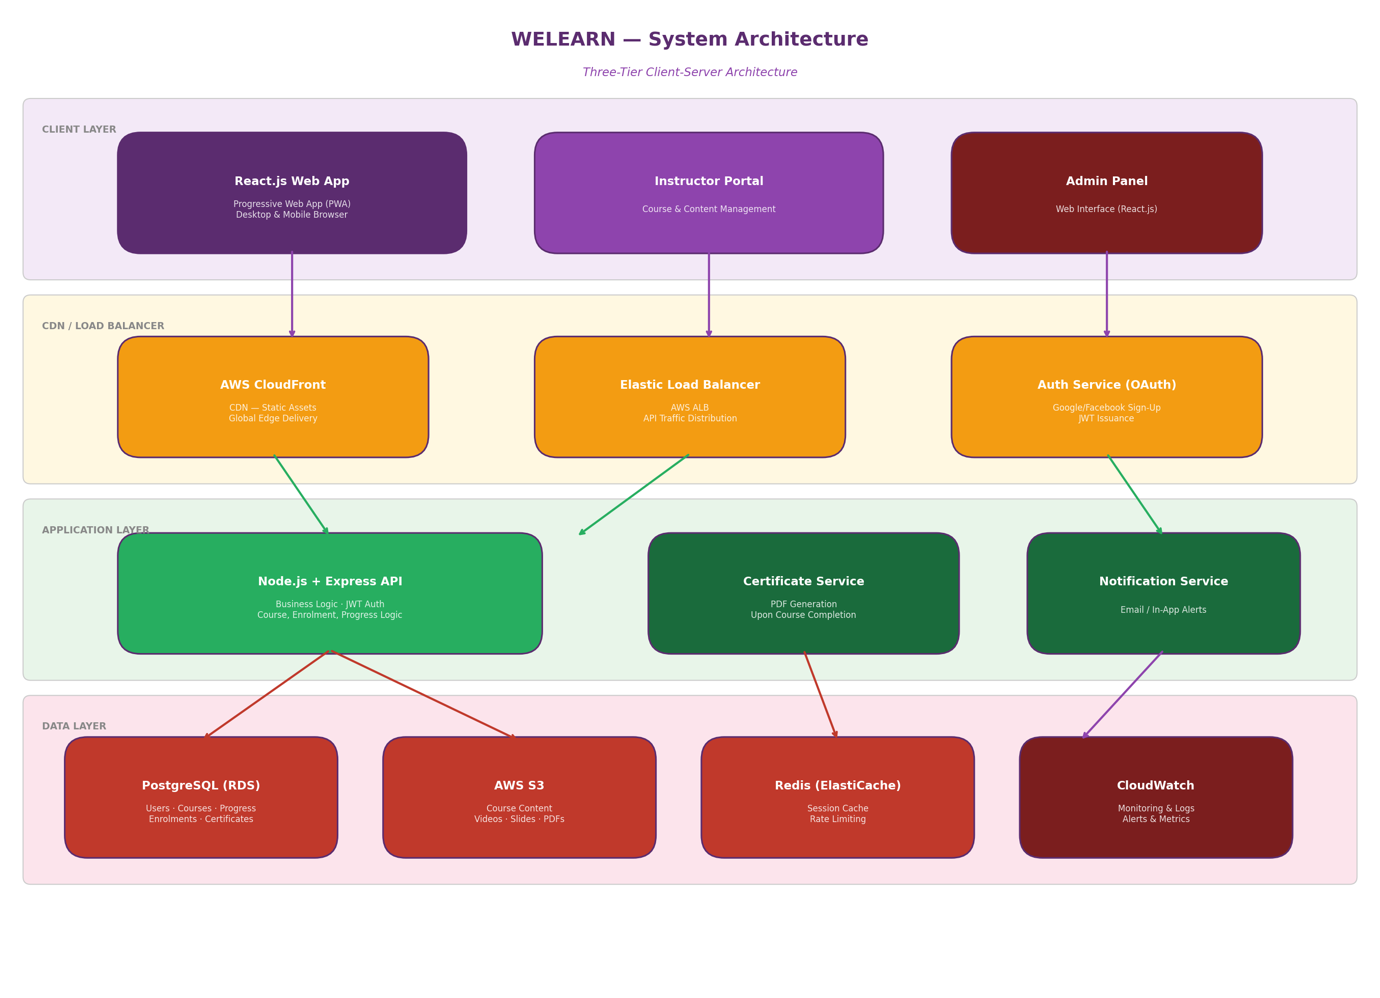 WELEARN — System Architecture
Three-Tier Client-Server Architecture
CLIENT LAYER
React.js Web App
Progressive Web App (PWA)
Desktop & Mobile Browser
Instructor Portal
Course & Content Management
Admin Panel
Web Interface (React.js)
CDN / LOAD BALANCER
AWS CloudFront
CDN — Static Assets
Global Edge Delivery
Elastic Load Balancer
AWS ALB
API Traffic Distribution
Auth Service (OAuth)
Google/Facebook Sign-Up
JWT Issuance
APPLICATION LAYER
Node.js + Express API
Business Logic · JWT Auth
Course, Enrolment, Progress Logic
Certificate Service
PDF Generation
Upon Course Completion
Notification Service
Email / In-App Alerts
DATA LAYER
PostgreSQL (RDS)
Users · Courses · Progress
Enrolments · Certificates
AWS S3
Course Content
Videos · Slides · PDFs
Redis (ElastiCache)
Session Cache
Rate Limiting
CloudWatch
Monitoring & Logs
Alerts & Metrics